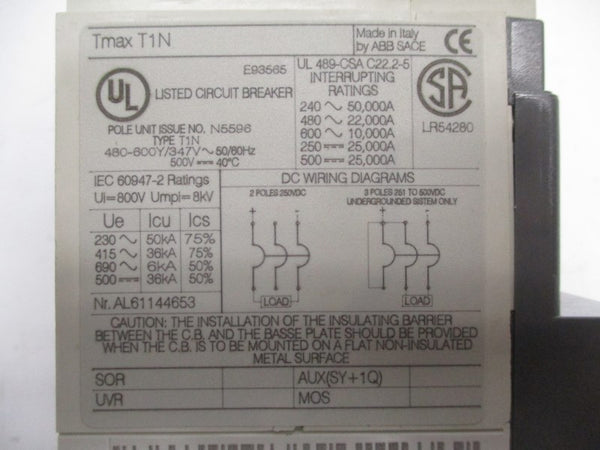 Tmax T1N
Made in Italy
by ABB SACE
CE
UL
E93565
LISTED CIRCUIT BREAKER
POLE UNIT ISSUE NO. N5596
TYPE T1N
480-600Y/347V ~ 50/60Hz
500V ⎓ 40°C
UL 489-CSA C22.2-5
INTERRUPTING
RATINGS
240 ~ 50,000A
480 ~ 22,000A
600 ~ 10,000A
250 ⎓ 25,000A
500 ⎓ 25,000A
SA
LR54280
IEC 60947-2 Ratings
Ui=800V Umpi=8kV
Ue Icu Ics
230 ~ 50kA 75%
415 ~ 36kA 75%
690 ~ 6kA 50%
500 ⎓ 36kA 50%
Nr. AL61144653
DC WIRING DIAGRAMS
2 POLES 250VDC
+ -
LOAD
3 POLES 251 TO 500VDC
UNDERGROUNDED SISTEM ONLY
+ -
LOAD
CAUTION: THE INSTALLATION OF THE INSULATING BARRIER
BETWEEN THE C.B. AND THE BASSE PLATE SHOULD BE PROVIDED
WHEN THE C.B. IS TO BE MOUNTED ON A FLAT NON-INSULATED
METAL SURFACE
SOR AUX(SY+1Q)
UVR MOS